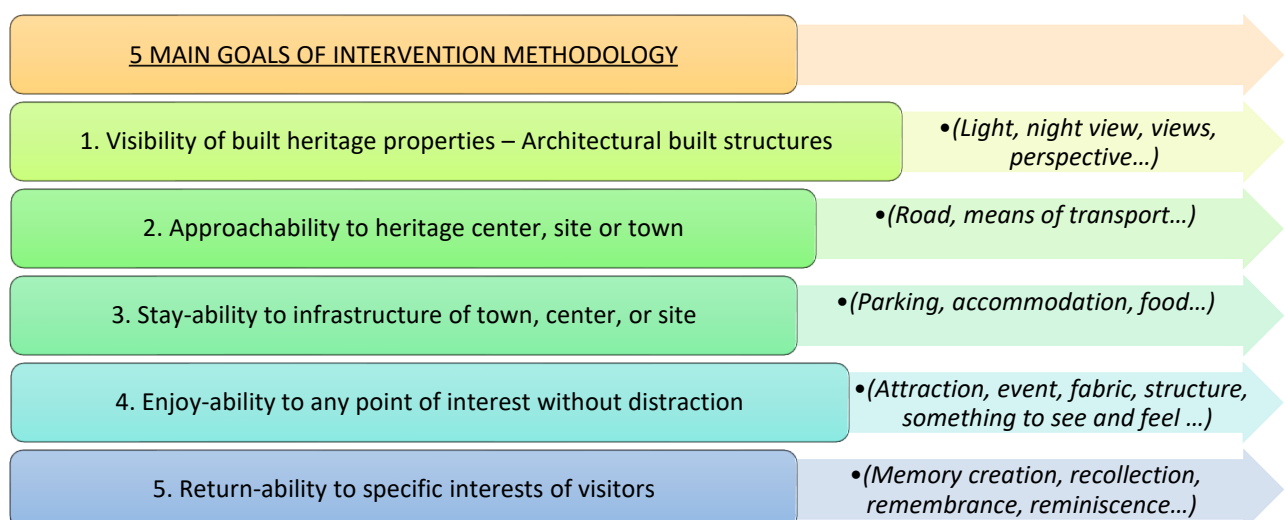 5 MAIN GOALS OF INTERVENTION METHODOLOGY
1. Visibility of built heritage properties – Architectural built structures
•(Light, night view, views,
perspective…)
2. Approachability to heritage center, site or town
•(Road, means of transport…)
3. Stay-ability to infrastructure of town, center, or site
•(Parking, accommodation, food…)
4. Enjoy-ability to any point of interest without distraction
•(Attraction, event, fabric, structure,
something to see and feel …)
5. Return-ability to specific interests of visitors
•(Memory creation, recollection,
remembrance, reminiscence…)